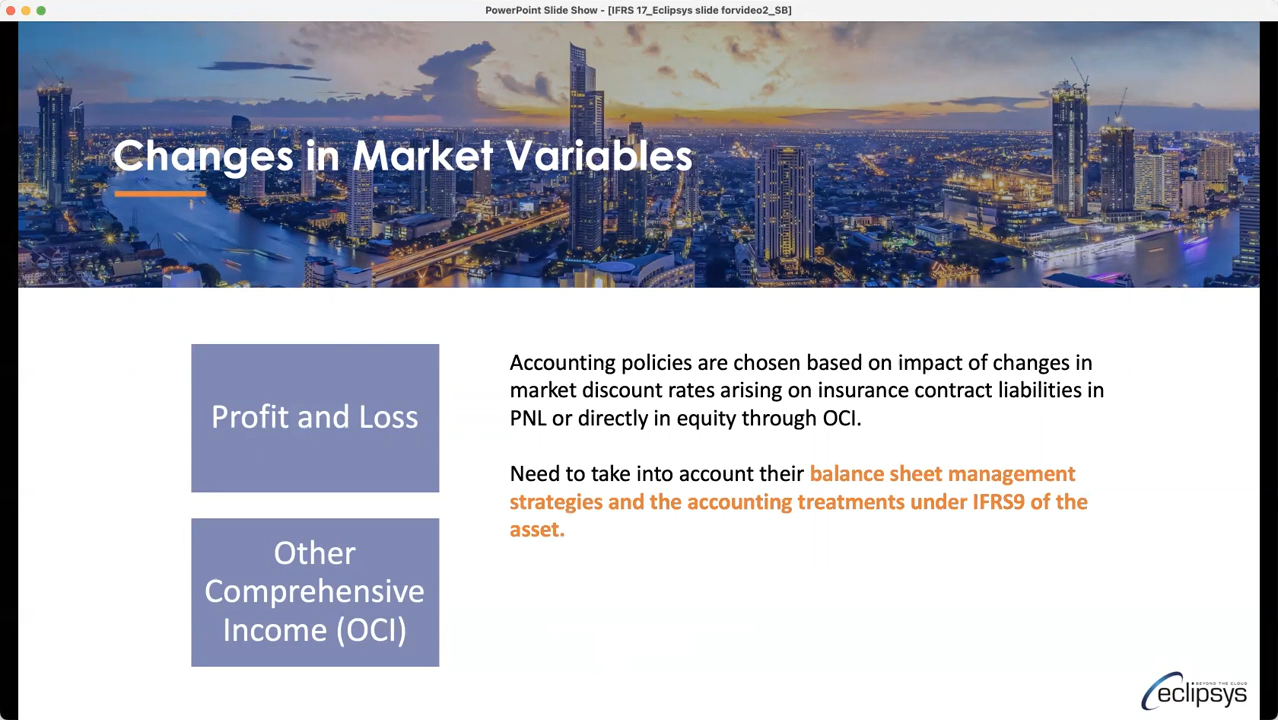 PowerPoint Slide Show - [IFRS 17_Eclipsys slide forvideo2_SB]
Changes in Market Variables
Profit and Loss
Other
Comprehensive
Income (OCI)
Accounting policies are chosen based on impact of changes in
market discount rates arising on insurance contract liabilities in
PNL or directly in equity through OCI.
Need to take into account their balance sheet management
strategies and the accounting treatments under IFRS9 of the
asset.
BEYOND THE CLOUD
eclipsys